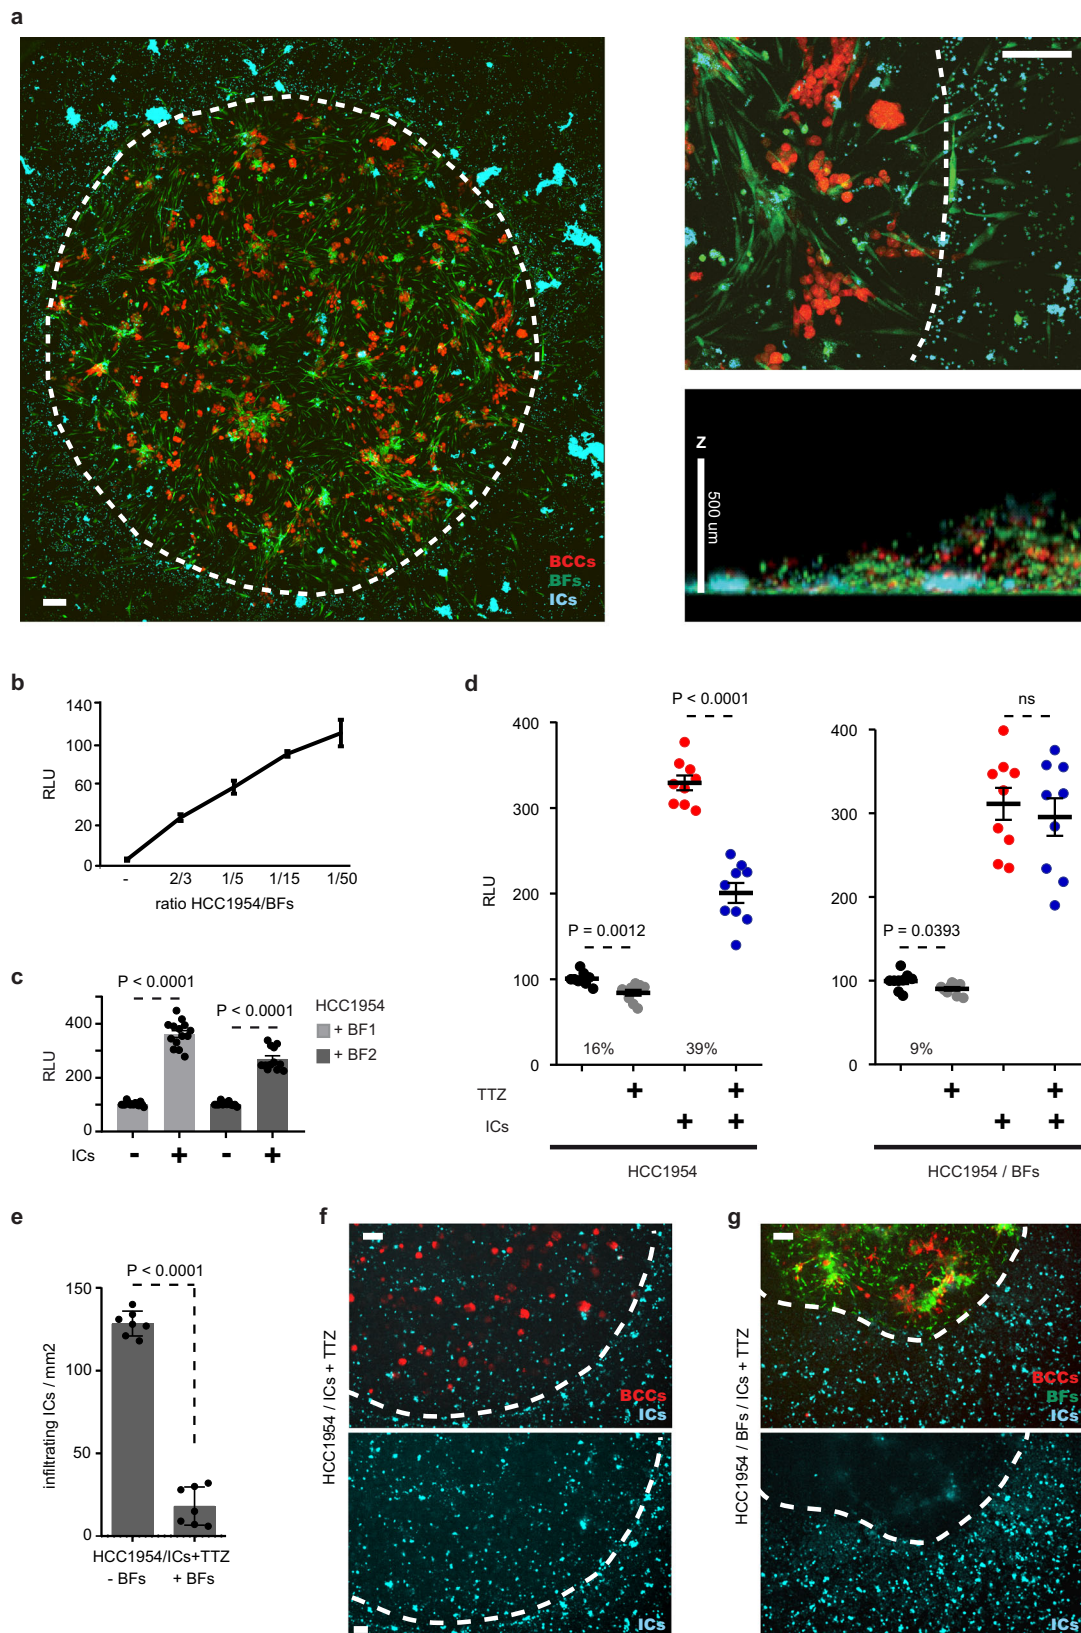 a
BCCs
BFs
ICs
Z
500 um
b
140
100
60
20
0
RLU
- 2/3 1/5 1/15 1/50
ratio HCC1954/BFs
c
P < 0.0001
P < 0.0001
400
200
0
RLU
ICs - + - +
HCC1954
+ BF1
+ BF2
d
P < 0.0001
400
300
200
100
0
RLU
P = 0.0012
16% 39%
TTZ + +
ICs + +
HCC1954
ns
400
300
200
100
0
P = 0.0393
9%
+ +
+ +
HCC1954 / BFs
e
P < 0.0001
150
100
50
0
infiltrating ICs / mm2
HCC1954/ICs+TTZ
- BFs + BFs
f
HCC1954 / ICs + TTZ
BCCs
ICs
ICs
g
HCC1954 / BFs / ICs + TTZ
BCCs
BFs
ICs
ICs